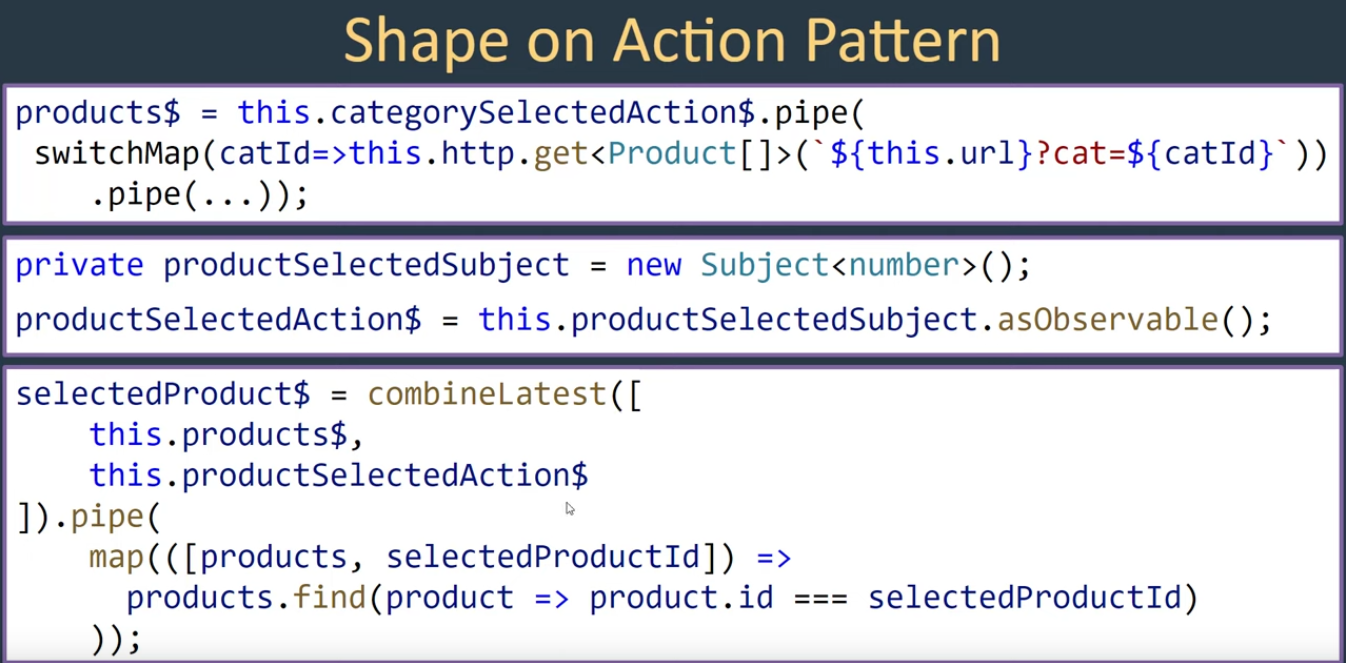 Shape on Action Pattern
products$ = this.categorySelectedAction$.pipe(
switchMap(catId=>this.http.get<Product[]>(`${this.url}?cat=${catId}`))
.pipe(...));
private productSelectedSubject = new Subject<number>();
productSelectedAction$ = this.productSelectedSubject.asObservable();
selectedProduct$ = combineLatest([
this.products$,
this.productSelectedAction$
]).pipe(
map(([products, selectedProductId]) =>
products.find(product => product.id === selectedProductId)
));